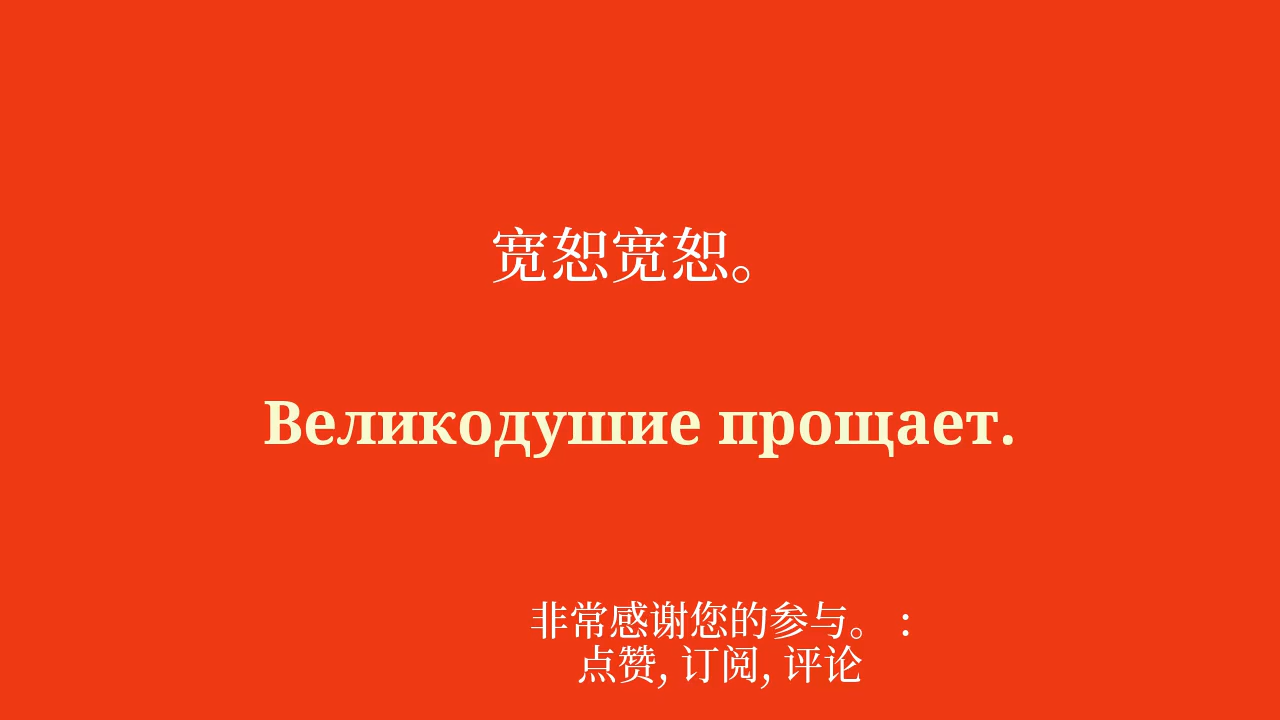 宽恕宽恕。
Великодушие прощает.
非常感谢您的参与。 :
点赞, 订阅, 评论